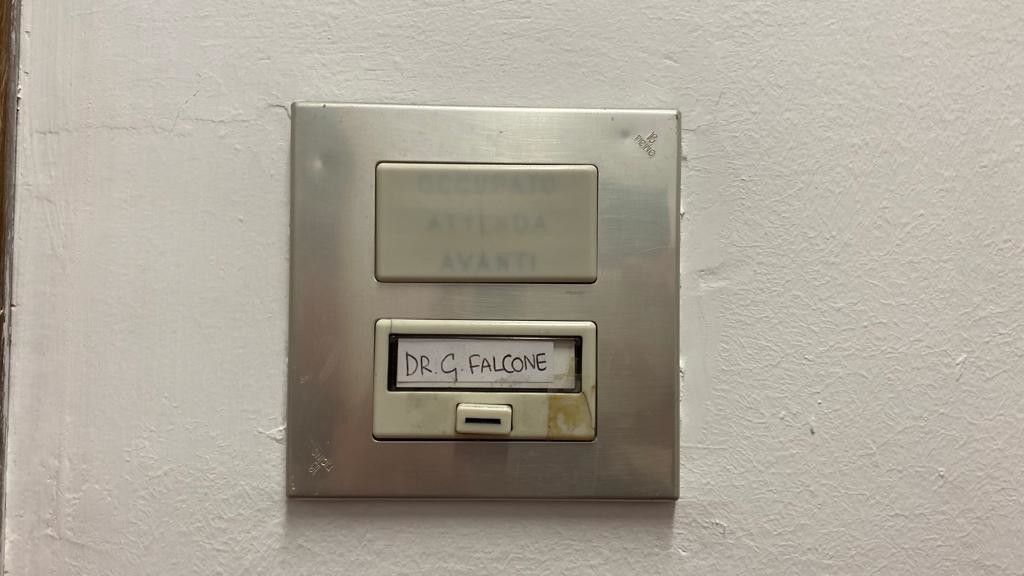 OCCUPATO
ATTENDA
AVANTI
DR. G. FALCONE